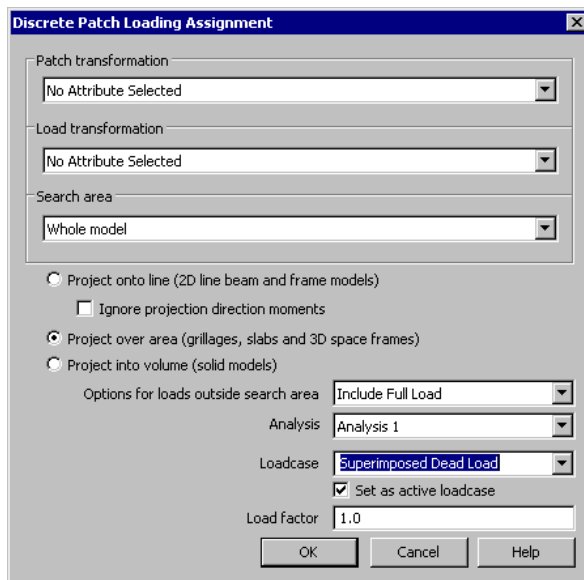 Discrete Patch Loading Assignment
Patch transformation
No Attribute Selected
Load transformation
No Attribute Selected
Search area
Whole model
Project onto line (2D line beam and frame models)
Ignore projection direction moments
Project over area (grillages, slabs and 3D space frames)
Project into volume (solid models)
Options for loads outside search area Include Full Load
Analysis Analysis 1
Loadcase Superimposed Dead Load
Set as active loadcase
Load factor 1.0
OK Cancel Help